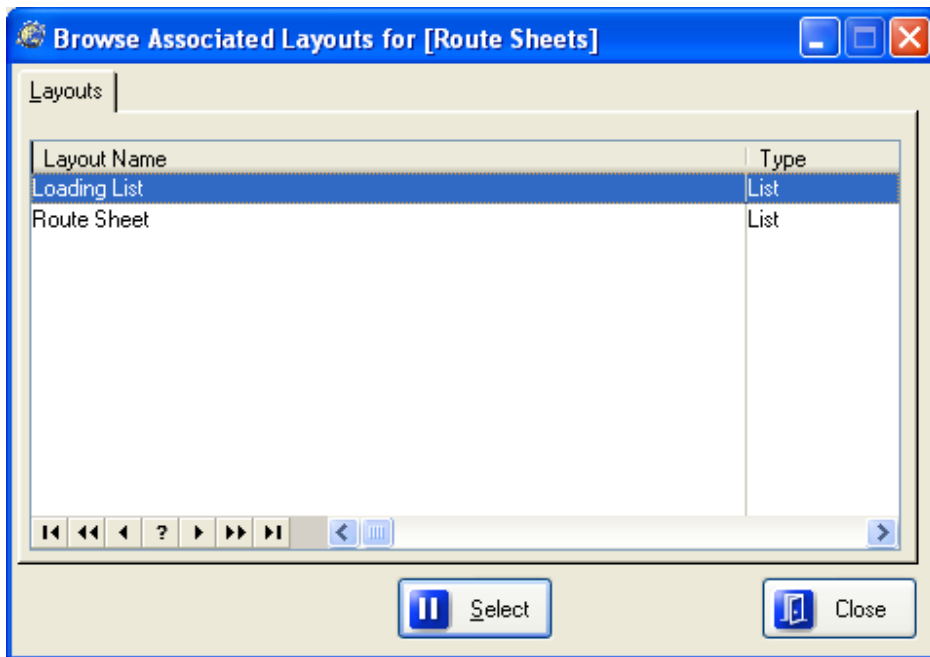 Browse Associated Layouts for [Route Sheets]
Layouts
Layout Name Type
Loading List List
Route Sheet List
?
Select Close